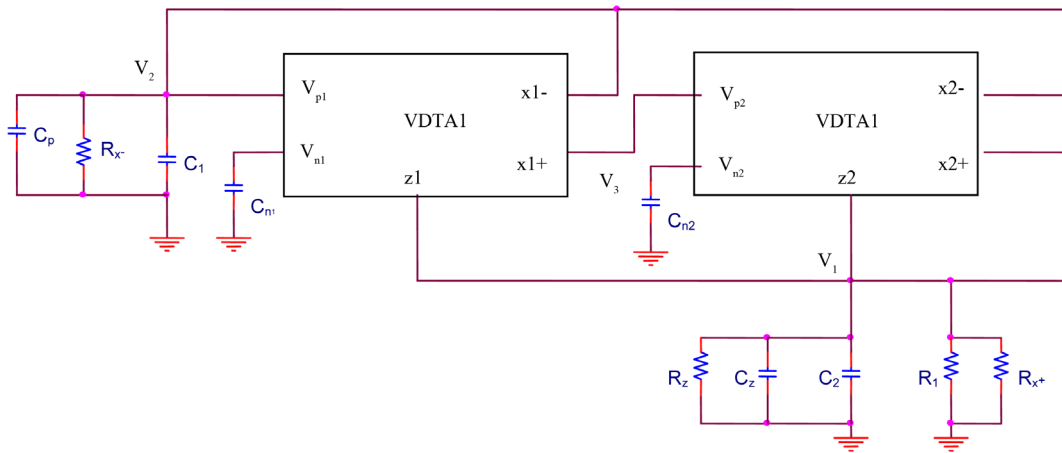 V2
Vp1
x1-
Vp2
x2-
VDTA1
VDTA1
Cp
Rx-
C1
Vn1
x1+
Vn2
x2+
z1
V3
z2
Cn1
Cn2
V1
Rz
Cz
C2
R1
Rx+